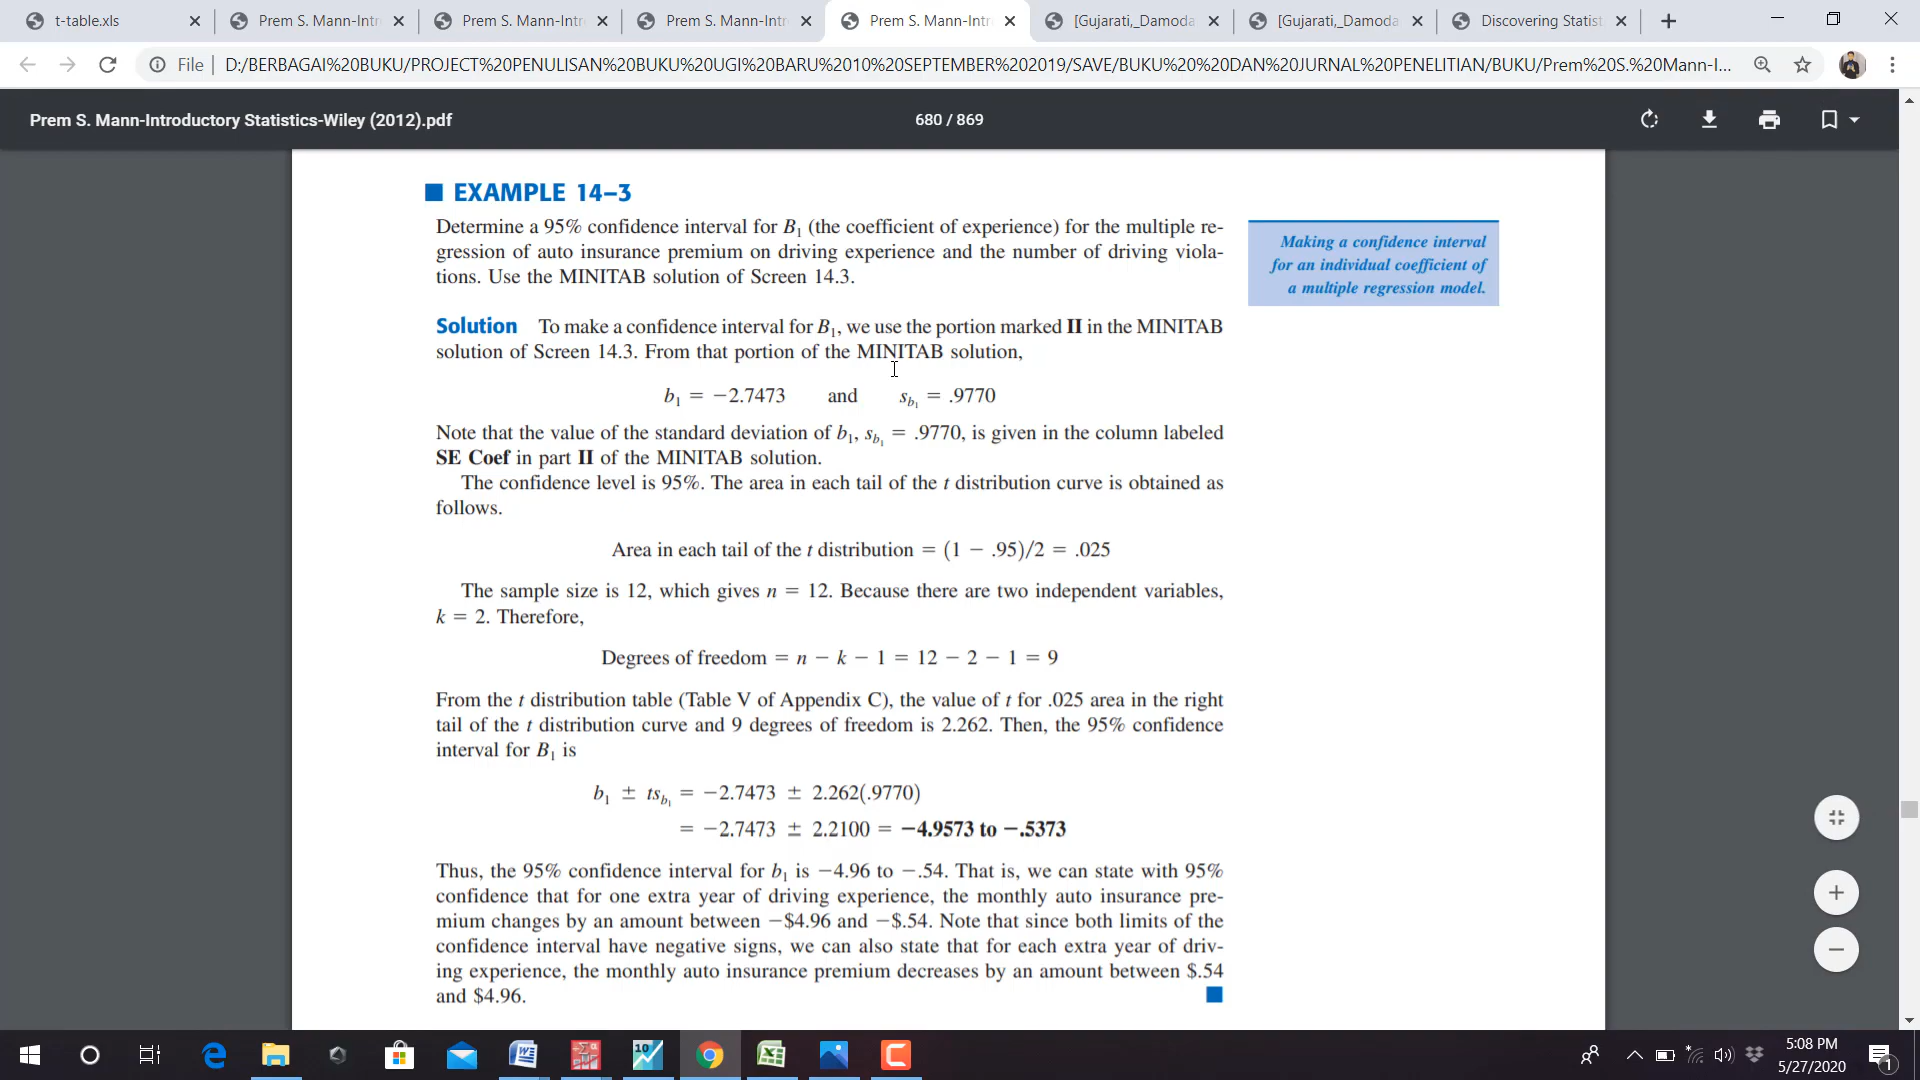 t-table.xls
Prem S. Mann-Intr
Prem S. Mann-Intr
Prem S. Mann-Intr
Prem S. Mann-Intr
[Gujarati,_Damoda
[Gujarati,_Damoda
Discovering Statist
File
D:/BERBAGAI%20BUKU/PROJECT%20PENULISAN%20BUKU%20UGI%20BARU%2010%20SEPTEMBER%202019/SAVE/BUKU%20%20DAN%20JURNAL%20PENELITIAN/BUKU/Prem%20S.%20Mann-I...
Prem S. Mann-Introductory Statistics-Wiley (2012).pdf
680 / 869
EXAMPLE 14–3
Determine a 95% confidence interval for B₁ (the coefficient of experience) for the multiple re-
gression of auto insurance premium on driving experience and the number of driving viola-
tions. Use the MINITAB solution of Screen 14.3.
Making a confidence interval
for an individual coefficient of
a multiple regression model.
Solution To make a confidence interval for B₁, we use the portion marked II in the MINITAB
solution of Screen 14.3. From that portion of the MINITAB solution,
b₁ = −2.7473 and s_b₁ = .9770
Note that the value of the standard deviation of b₁, s_b₁ = .9770, is given in the column labeled
SE Coef in part II of the MINITAB solution.
The confidence level is 95%. The area in each tail of the t distribution curve is obtained as
follows.
Area in each tail of the t distribution = (1 − .95)/2 = .025
The sample size is 12, which gives n = 12. Because there are two independent variables,
k = 2. Therefore,
Degrees of freedom = n − k − 1 = 12 − 2 − 1 = 9
From the t distribution table (Table V of Appendix C), the value of t for .025 area in the right
tail of the t distribution curve and 9 degrees of freedom is 2.262. Then, the 95% confidence
interval for B₁ is
b₁ ± ts_b₁ = −2.7473 ± 2.262(.9770)
= −2.7473 ± 2.2100 = −4.9573 to −.5373
Thus, the 95% confidence interval for b₁ is −4.96 to −.54. That is, we can state with 95%
confidence that for one extra year of driving experience, the monthly auto insurance pre-
mium changes by an amount between −$4.96 and −$.54. Note that since both limits of the
confidence interval have negative signs, we can also state that for each extra year of driv-
ing experience, the monthly auto insurance premium decreases by an amount between $.54
and $4.96.
10
5:08 PM
5/27/2020
1